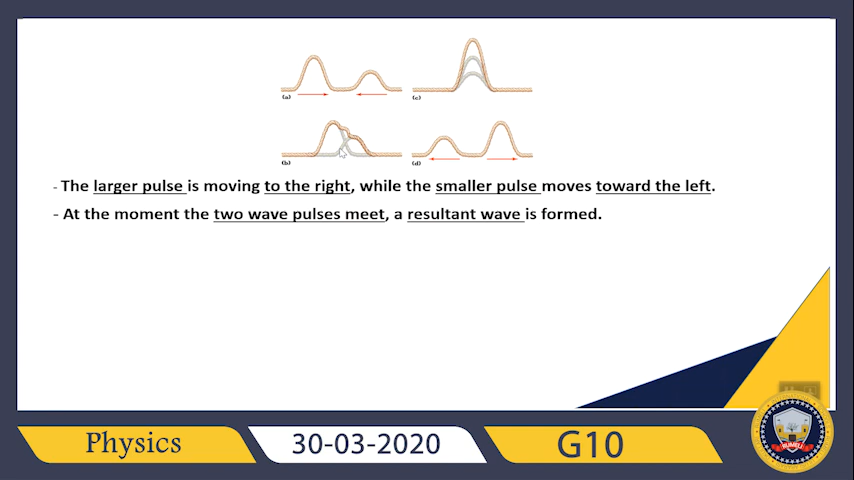 (a)
(c)
(b)
(d)
- The larger pulse is moving to the right, while the smaller pulse moves toward the left.
- At the moment the two wave pulses meet, a resultant wave is formed.
Physics
30-03-2020
G10